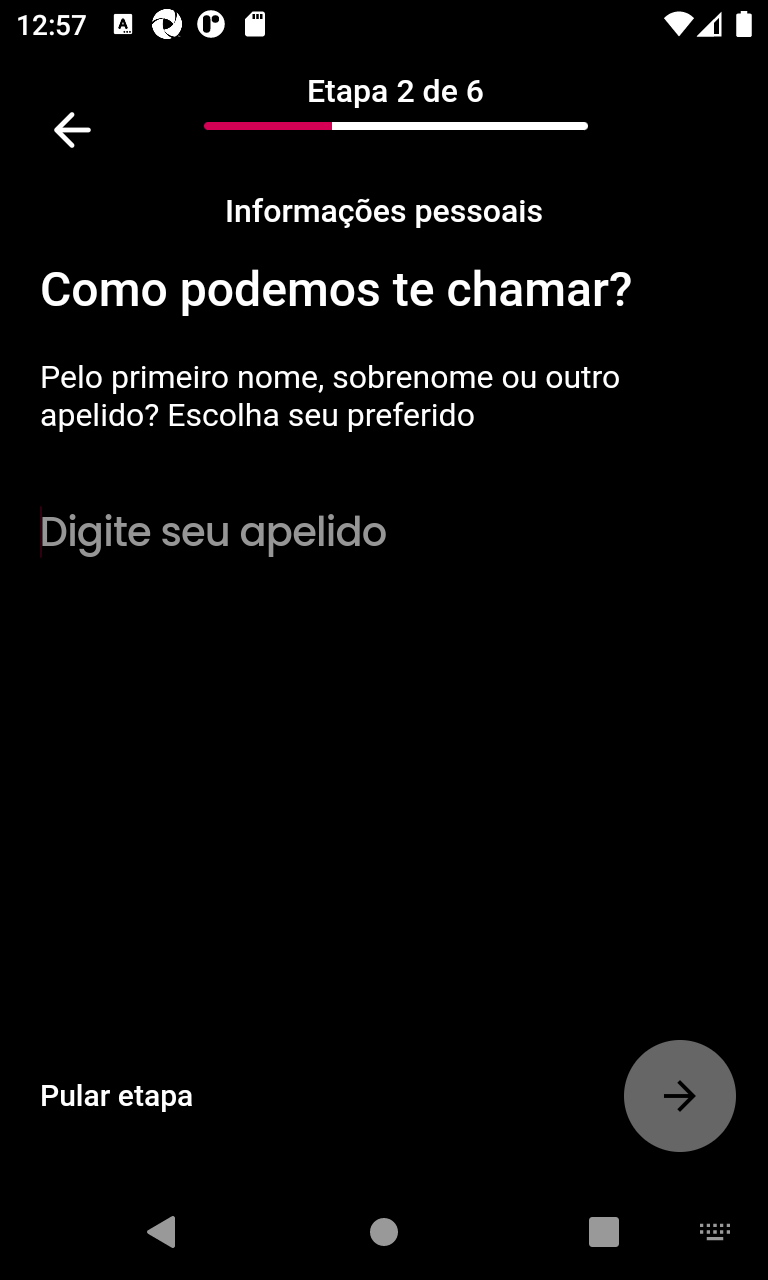 12:57
Etapa 2 de 6
Informações pessoais
Como podemos te chamar?
Pelo primeiro nome, sobrenome ou outro
apelido? Escolha seu preferido
Digite seu apelido
Pular etapa